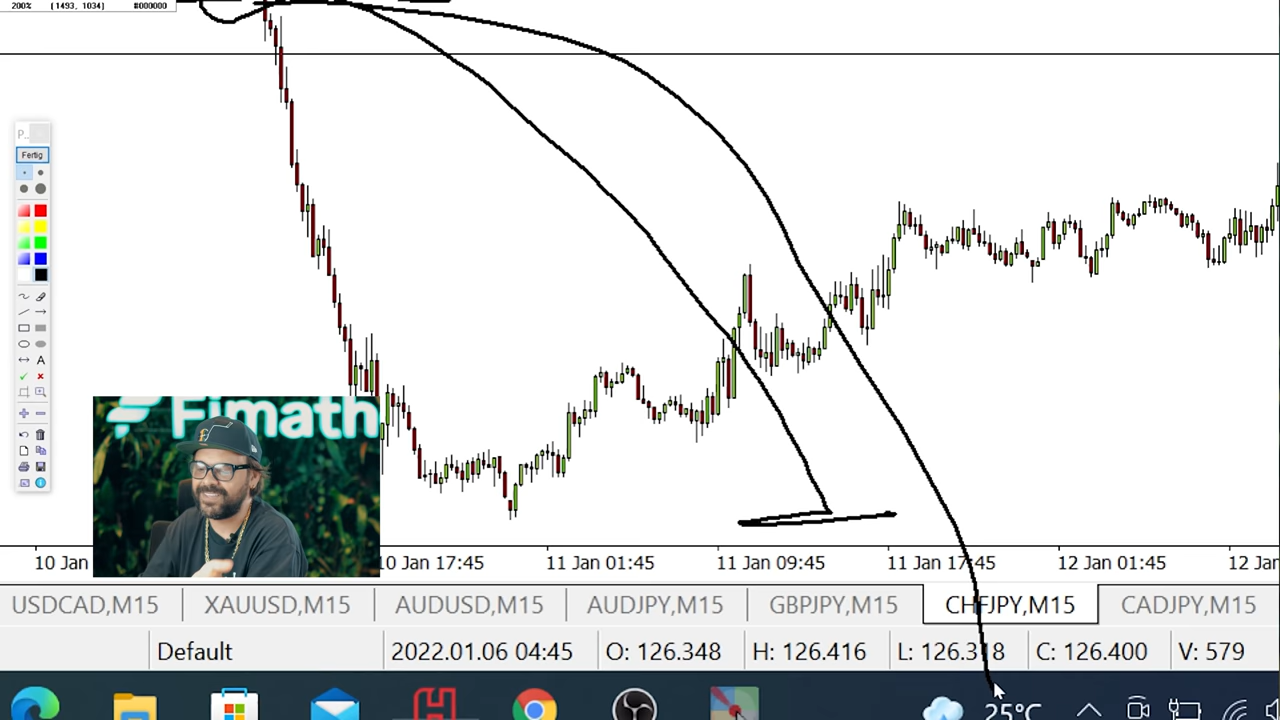 200% (1493, 1034) #000000
P..
Fertig
A
Fimath
10 Jan
10 Jan 17:45
11 Jan 01:45
11 Jan 09:45
11 Jan 17:45
12 Jan 01:45
12 Jan
USDCAD,M15
XAUUSD,M15
AUDUSD,M15
AUDJPY,M15
GBPJPY,M15
CHFJPY,M15
CADJPY,M15
Default
2022.01.06 04:45
O: 126.348
H: 126.416
L: 126.318
C: 126.400
V: 579
25°C